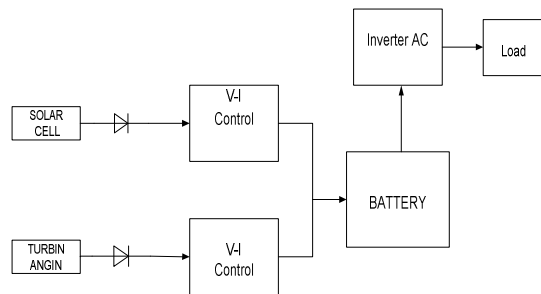 Inverter AC
Load
V-I
Control
SOLAR
CELL
BATTERY
TURBIN
ANGIN
V-I
Control